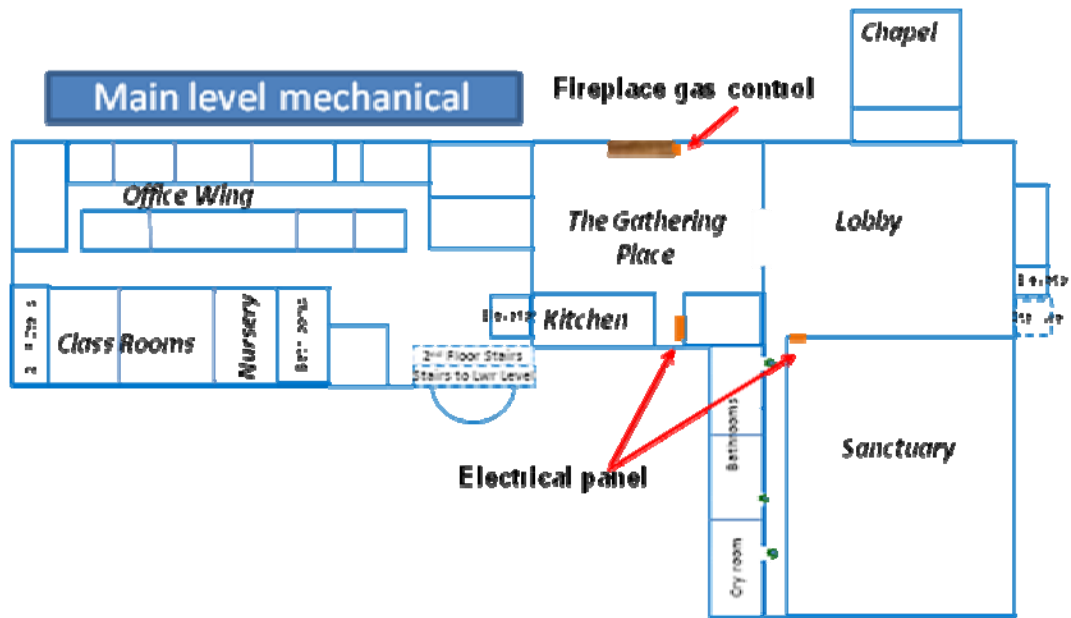 Chapel
Main level mechanical
Fireplace gas control
Office Wing
The Gathering
Place
Lobby
Kitchen
Class Rooms
Nursery
2nd Floor Stairs
Stairs to Lwr Level
Bathrooms
Sanctuary
Electrical panel
Cry room